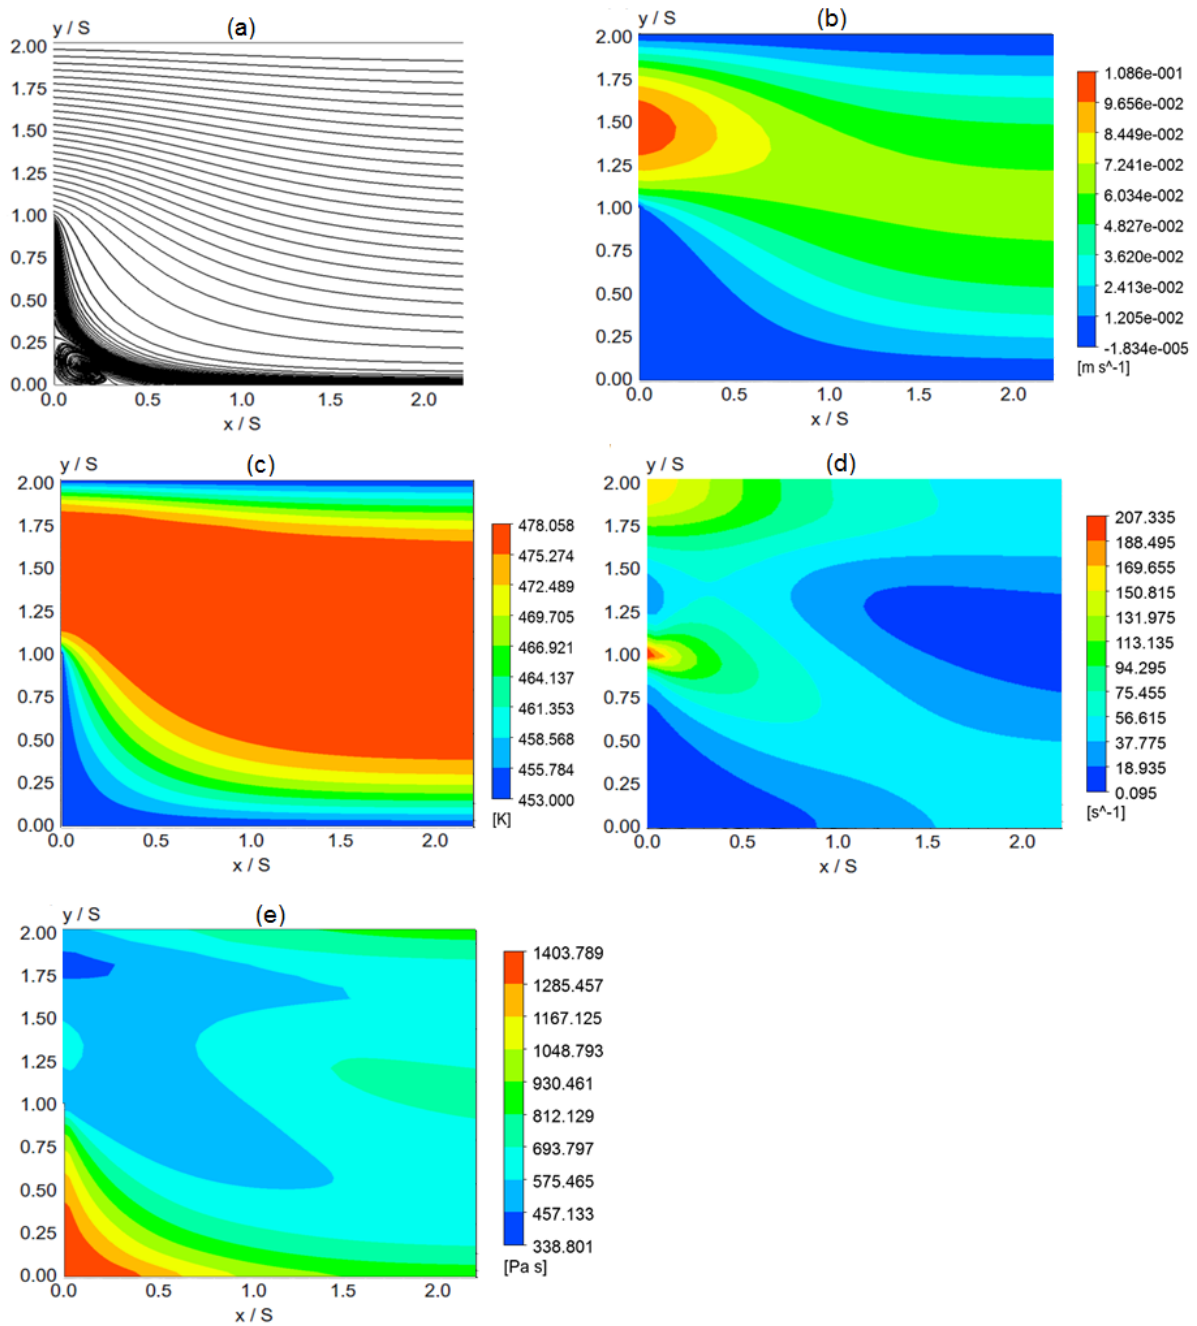 (a)
y / S
2.00
1.75
1.50
1.25
1.00
0.75
0.50
0.25
0.00
0.0 0.5 1.0 1.5 2.0
x / S
(b)
y / S
2.00
1.75
1.50
1.25
1.00
0.75
0.50
0.25
0.00
0.0 0.5 1.0 1.5 2.0
x / S
1.086e-001
9.656e-002
8.449e-002
7.241e-002
6.034e-002
4.827e-002
3.620e-002
2.413e-002
1.205e-002
-1.834e-005
[m s^-1]
(c)
y / S
2.00
1.75
1.50
1.25
1.00
0.75
0.50
0.25
0.00
0.0 0.5 1.0 1.5 2.0
x / S
478.058
475.274
472.489
469.705
466.921
464.137
461.353
458.568
455.784
453.000
[K]
(d)
y / S
2.00
1.75
1.50
1.25
1.00
0.75
0.50
0.25
0.00
0.0 0.5 1.0 1.5 2.0
x / S
207.335
188.495
169.655
150.815
131.975
113.135
94.295
75.455
56.615
37.775
18.935
0.095
[s^-1]
(e)
y / S
2.00
1.75
1.50
1.25
1.00
0.75
0.50
0.25
0.00
0.0 0.5 1.0 1.5 2.0
x / S
1403.789
1285.457
1167.125
1048.793
930.461
812.129
693.797
575.465
457.133
338.801
[Pa s]